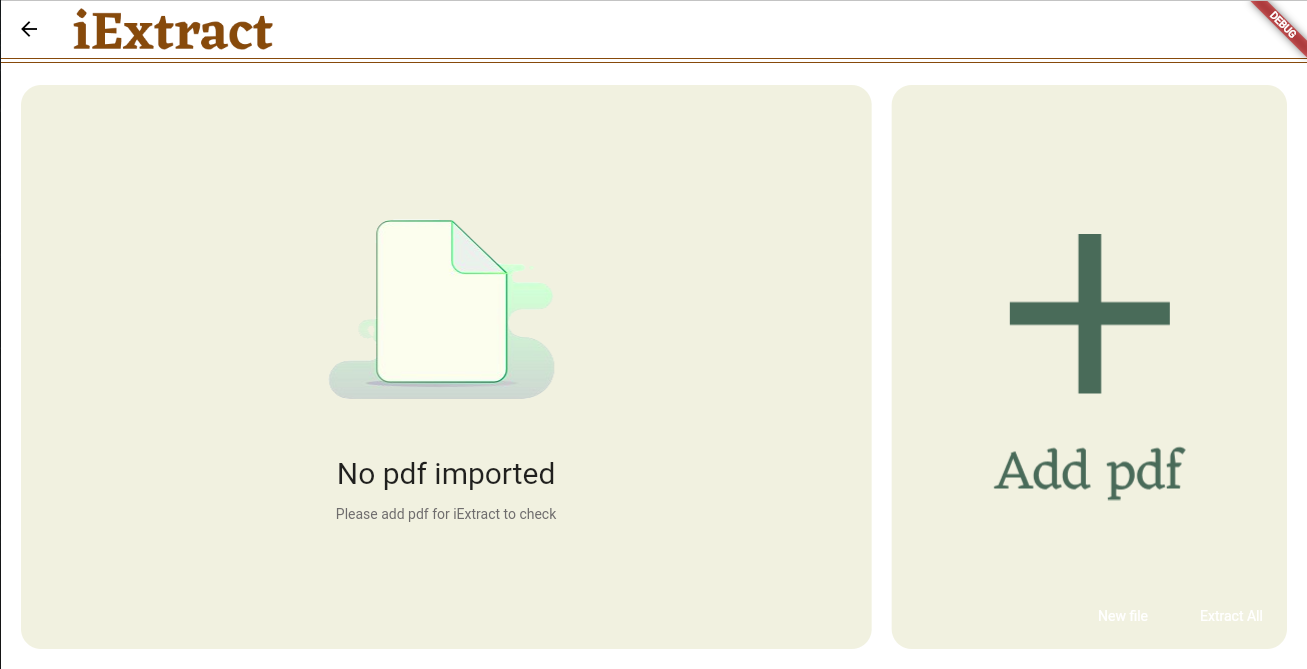 iExtract
DEBUG
No pdf imported
Please add pdf for iExtract to check
Add pdf
New file
Extract All